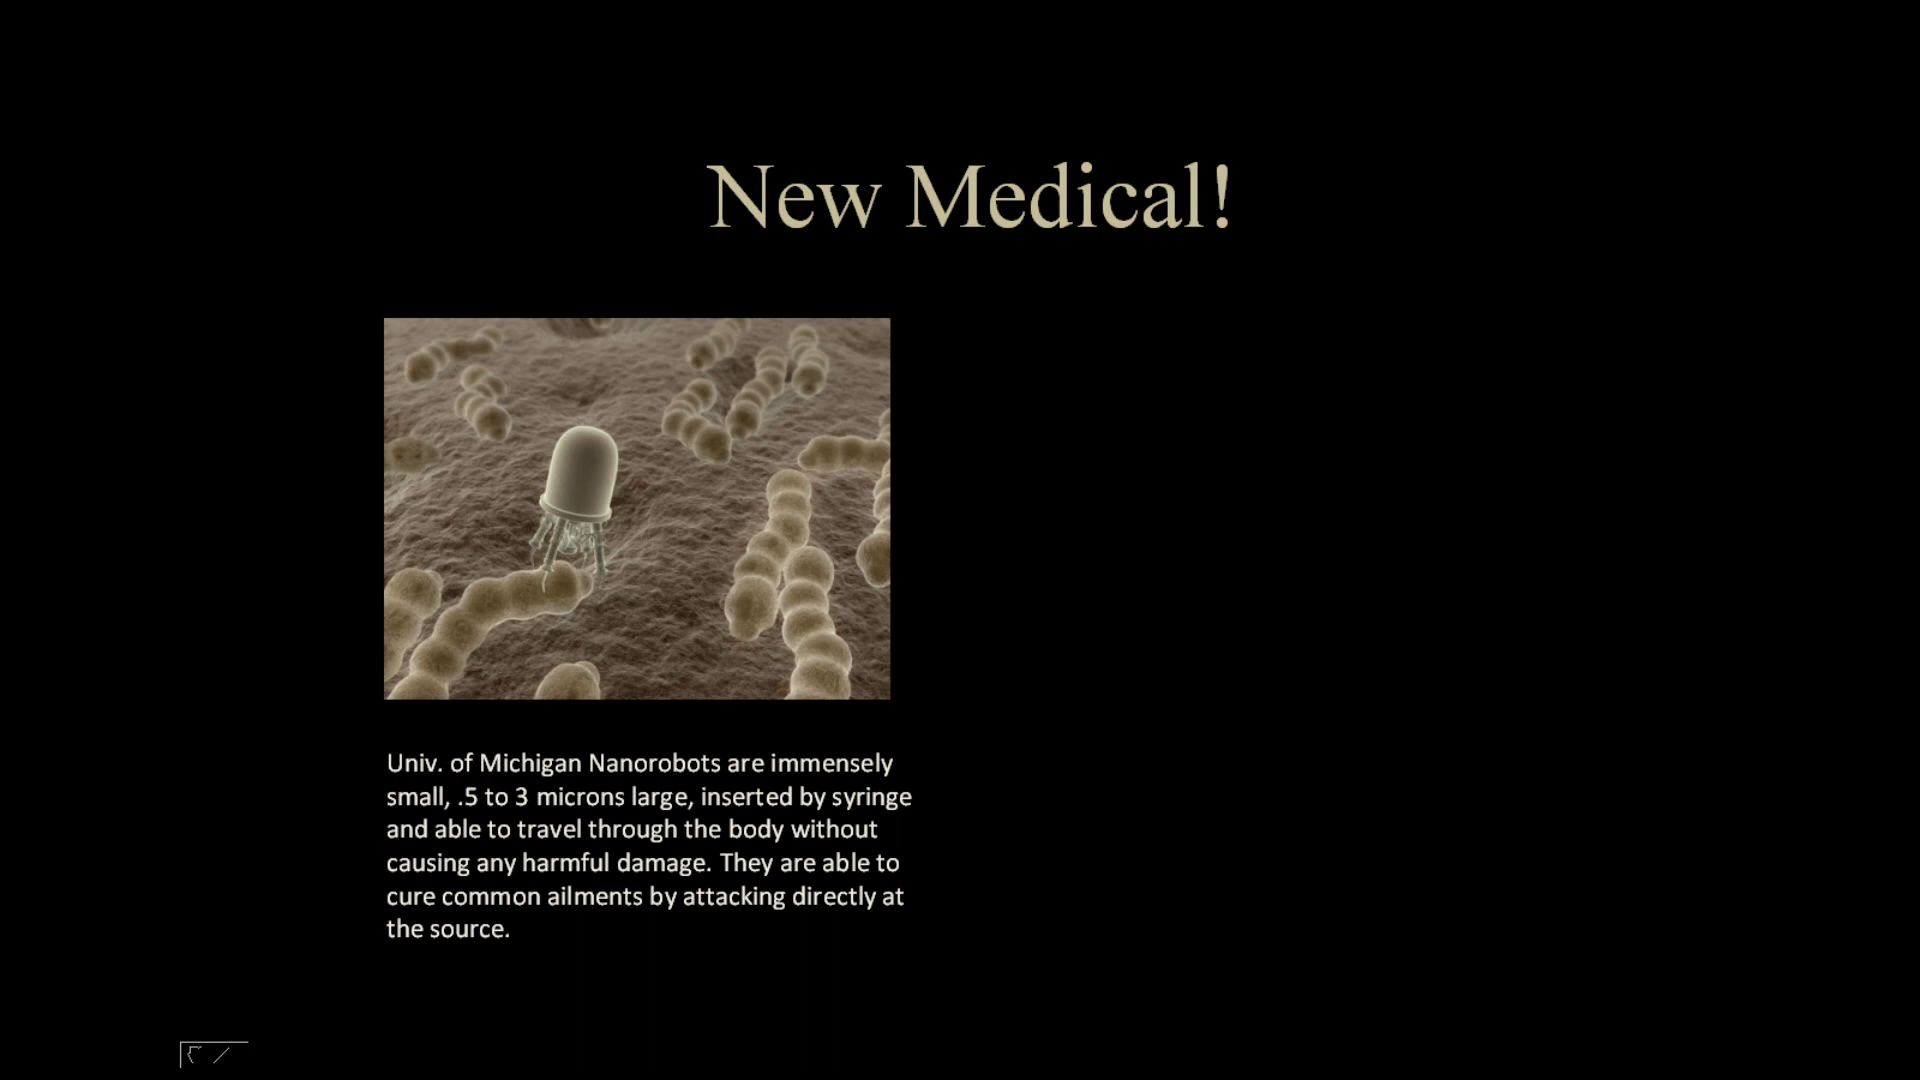 New Medical!
Univ. of Michigan Nanorobots are immensely
small, .5 to 3 microns large, inserted by syringe
and able to travel through the body without
causing any harmful damage. They are able to
cure common ailments by attacking directly at
the source.